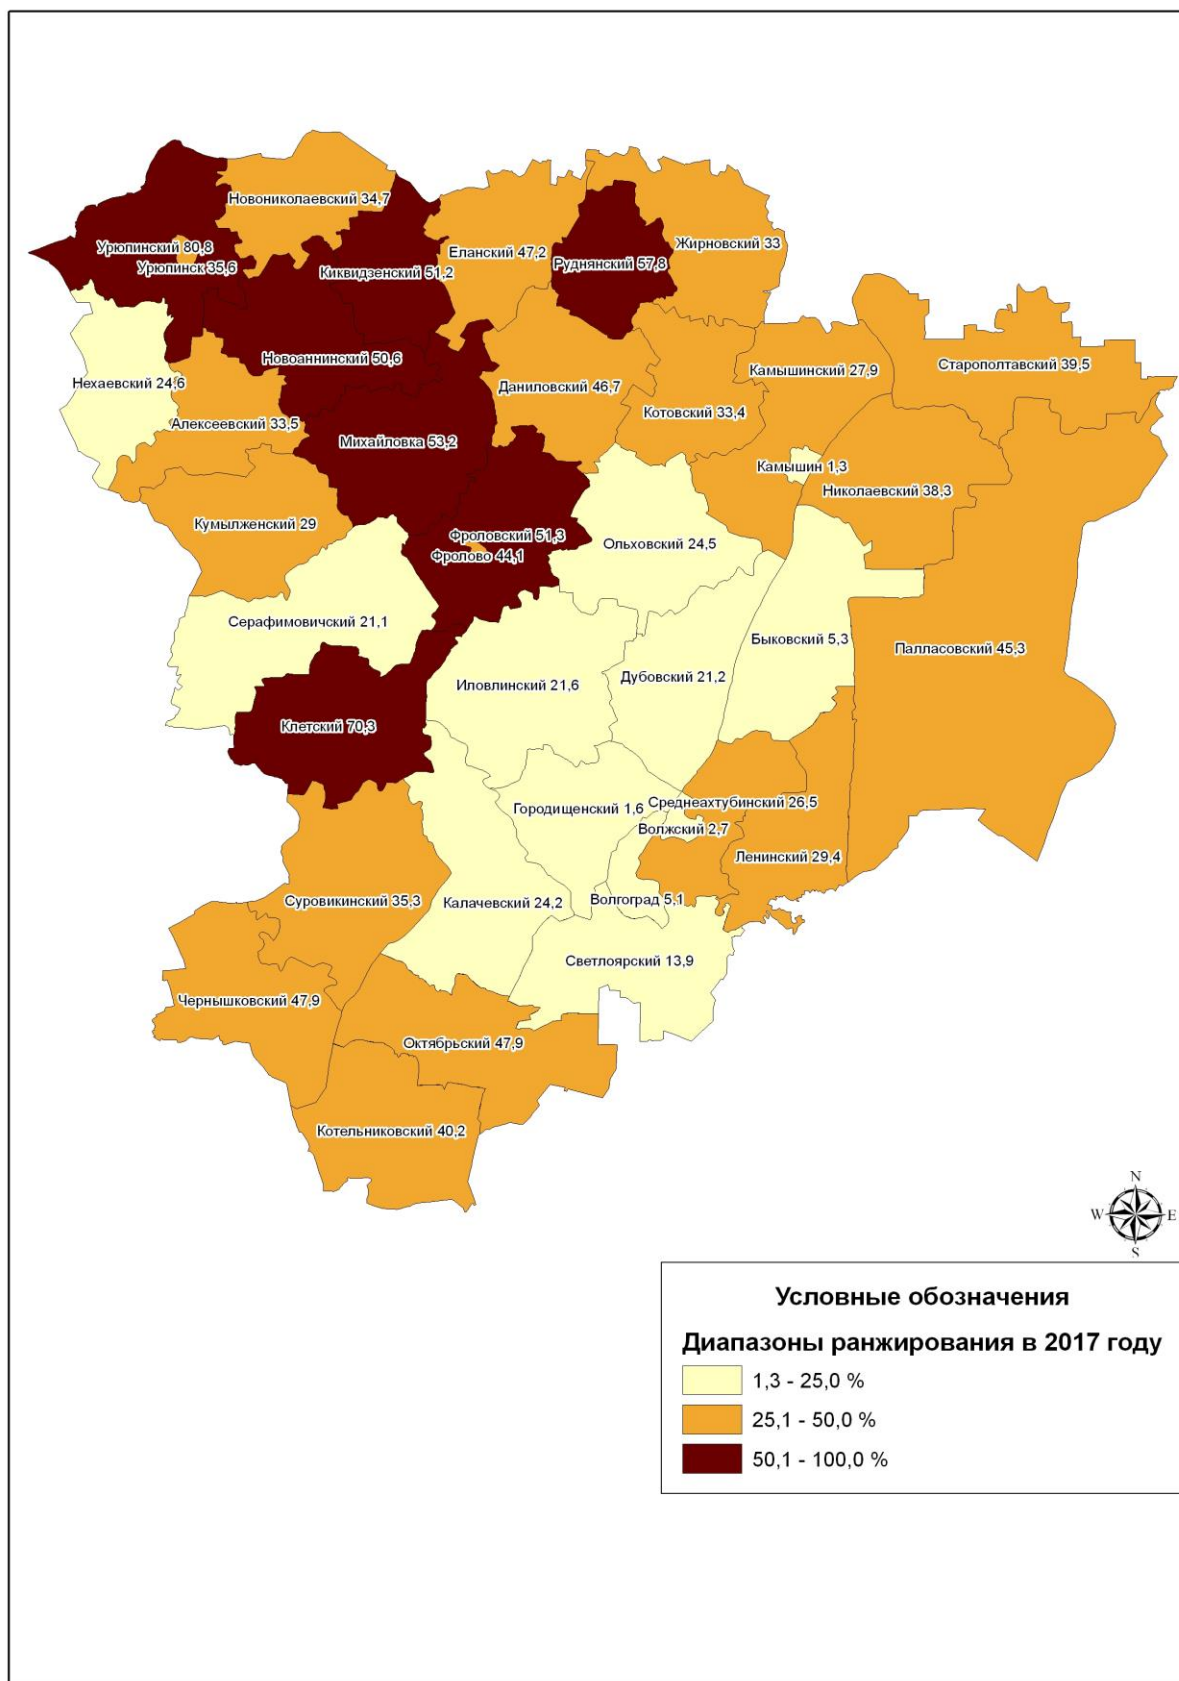 Новониколаевский 34,7
Урюпинский 80,8
Урюпинск 35,6
Киквидзенский 51,2
Еланский 47,2
Руднянский 57,8
Жирновский 33
Новоаннинский 50,6
Нехаевский 24,6
Алексеевский 33,5
Даниловский 46,7
Котовский 33,4
Камышинский 27,9
Старополтавский 39,5
Михайловка 53,2
Камышин 1,3
Николаевский 38,3
Кумылженский 29
Фроловский 51,3
Фролово 44,1
Ольховский 24,5
Серафимовичский 21,1
Быковский 5,3
Палласовский 45,3
Иловлинский 21,6
Дубовский 21,2
Клетский 70,3
Городищенский 1,6
Среднеахтубинский 26,5
Волжский 2,7
Ленинский 29,4
Суровикинский 35,3
Калачевский 24,2
Волгоград 5,1
Светлоярский 13,9
Чернышковский 47,9
Октябрьский 47,9
Котельниковский 40,2
N
W E
S
Условные обозначения
Диапазоны ранжирования в 2017 году
1,3 - 25,0 %
25,1 - 50,0 %
50,1 - 100,0 %